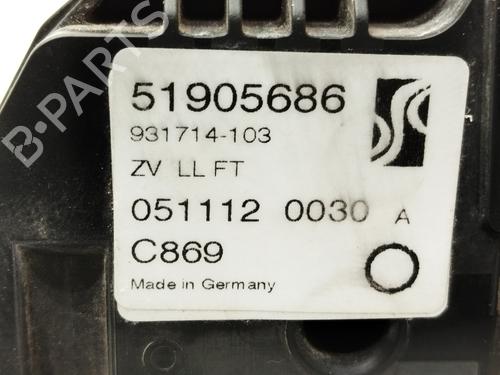 B-PARTS
51905686
931714-103
ZV LL FT
051112 0030 A
C869
Made in Germany